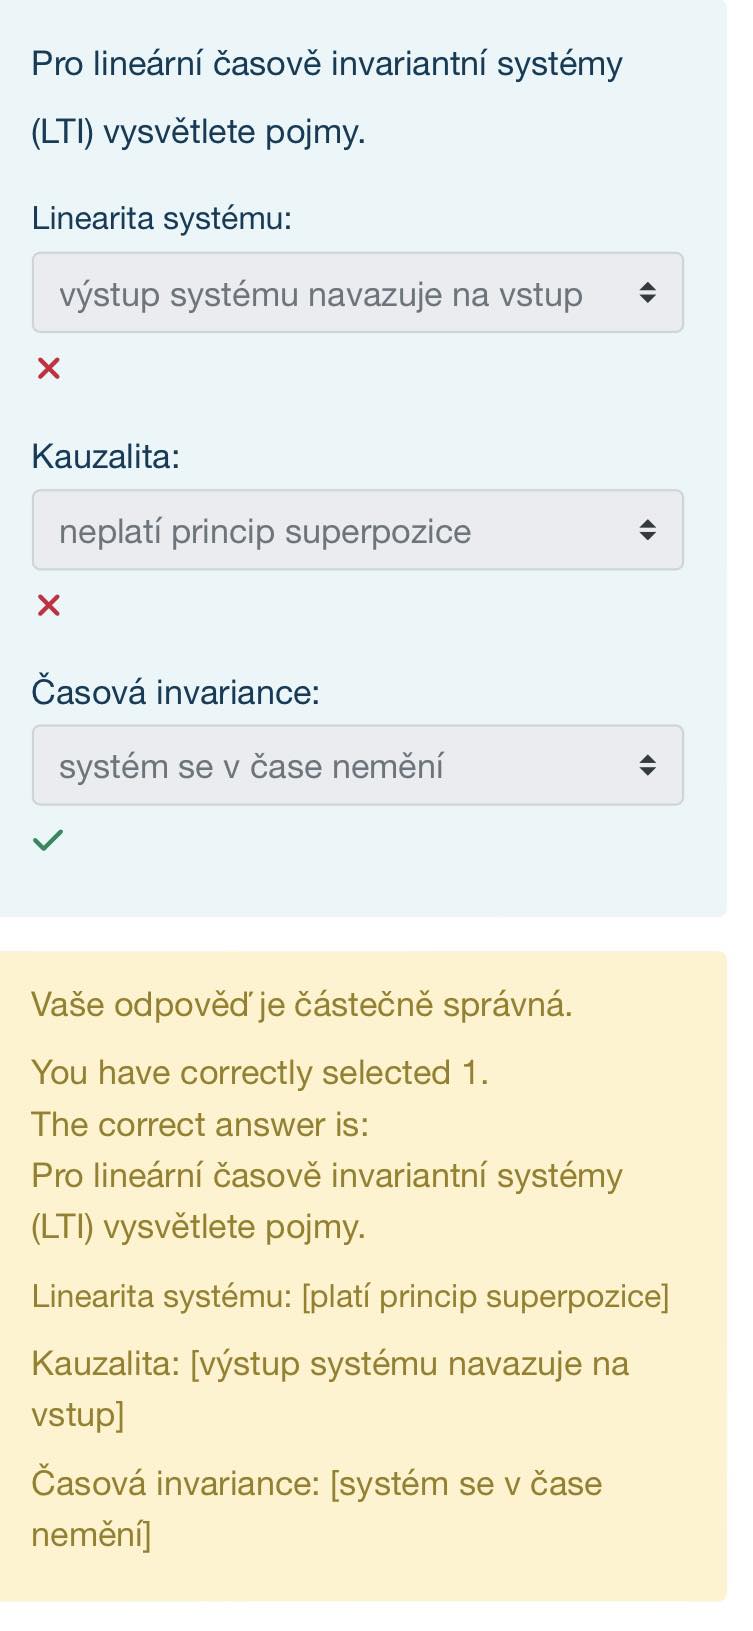 Pro lineární časově invariantní systémy
(LTI) vysvětlete pojmy.
Linearita systému:
výstup systému navazuje na vstup
Kauzalita:
neplatí princip superpozice
Časová invariance:
systém se v čase nemění
Vaše odpověď je částečně správná.
You have correctly selected 1.
The correct answer is:
Pro lineární časově invariantní systémy
(LTI) vysvětlete pojmy.
Linearita systému: [platí princip superpozice]
Kauzalita: [výstup systému navazuje na
vstup]
Časová invariance: [systém se v čase
nemění]